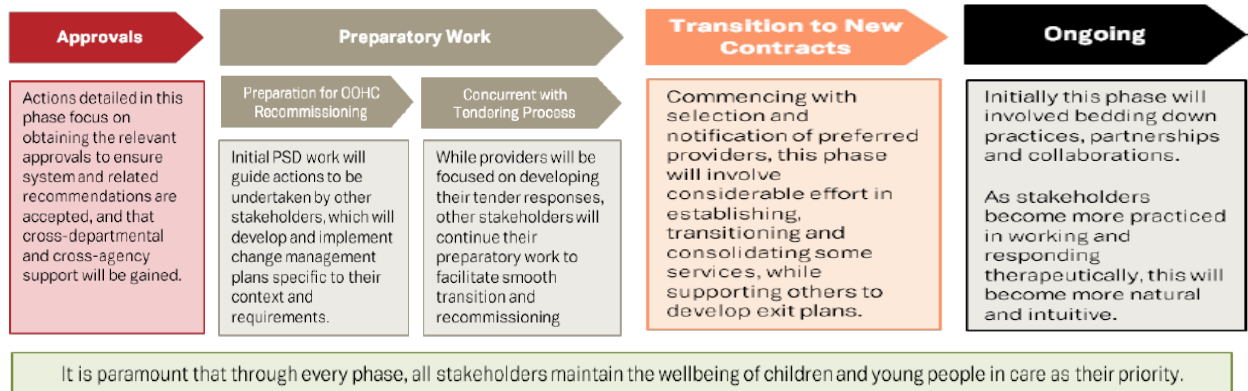 Approvals
Preparatory Work
Transition to New
Contracts
Ongoing
Actions detailed in this
phase focus on
obtaining the relevant
approvals to ensure
system and related
recommendations are
accepted, and that
cross-departmental
and cross-agency
support will be gained.
Preparation for OOHC
Recommissioning
Initial PSD work will
guide actions to be
undertaken by other
stakeholders, which will
develop and implement
change management
plans specific to their
context and
requirements.
Concurrent with
Tendering Process
While providers will be
focused on developing
their tender responses,
other stakeholders will
continue their
preparatory work to
facilitate smooth
transition and
recommissioning
Commencing with
selection and
notification of preferred
providers, this phase
will involve
considerable effort in
establishing,
transitioning and
consolidating some
services, while
supporting others to
develop exit plans.
Initially this phase will
involved bedding down
practices, partnerships
and collaborations.
As stakeholders
become more practiced
in working and
responding
therapeutically, this will
become more natural
and intuitive.
It is paramount that through every phase, all stakeholders maintain the wellbeing of children and young people in care as their priority.